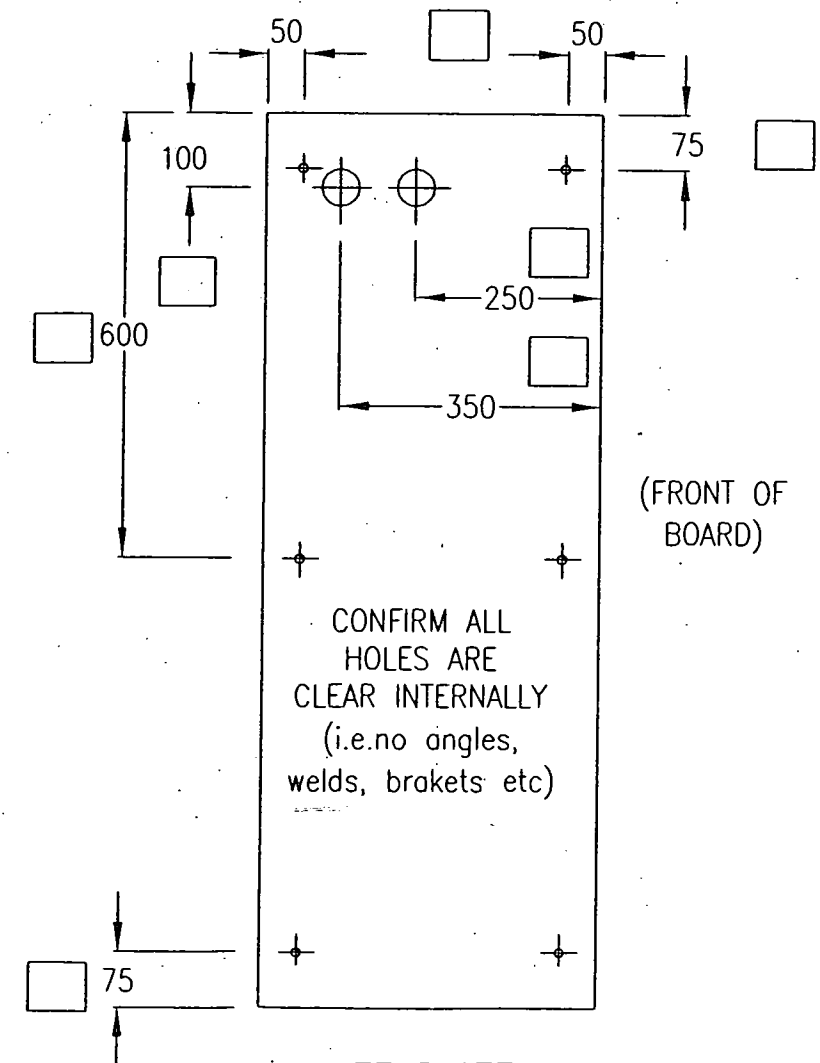 50
50
100
75
250
600
350
(FRONT OF
BOARD)
CONFIRM ALL
HOLES ARE
CLEAR INTERNALLY
(i.e.no angles,
welds, brakets etc)
75